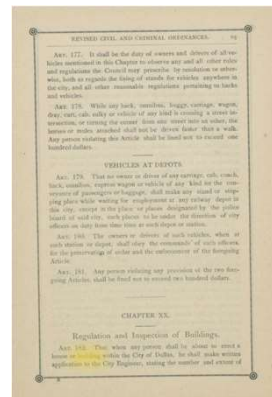 REVISED CIVIL AND CRIMINAL ORDINANCES.
ART. 177. It shall be the duty of owners and drivers of all vehicles mentioned in this Chapter to observe any and all other rules
and regulations the Council may prescribe by resolution or otherwise, both as regards the fixing of stands for vehicles anywhere in
the city, and all other reasonable regulations pertaining to hacks
and vehicles.
ART. 178. While any hack, omnibus, buggy, carriage, wagon,
dray, cart, cab, sulky or vehicle of any kind is crossing a street intersection, or turning the corner from one street into another, the
horses or mules attached shall not be driven faster than a walk.
Any person violating this Article shall be fined not to exceed one
hundred dollars.
VEHICLES AT DEPOTS.
ART. 179. That no owner or driver of any carriage, cab, coach,
hack, omnibus, express wagon or vehicle of any kind for the conveyance of passengers or baggage, shall make any stand or stopping place while waiting for employment at any railway depot in
this city, except in the place or places designated by the police
board of said city, such places to be under the direction of city
officers on duty from time to time at such depot or station.
ART. 180. The owners or drivers of such vehicles, when at
such station or depot, shall obey the commands of such officers,
for the preservation of order and the enforcement of the foregoing
Article.
ART. 181. Any person violating any provision of the two foregoing Articles, shall be fined not to exceed two hundred dollars.
CHAPTER XX.
Regulation and Inspection of Buildings.
ART. 182. That when any person shall be about to erect a
house or building within the City of Dallas, he shall make written
application to the City Engineer, stating the number and extent of